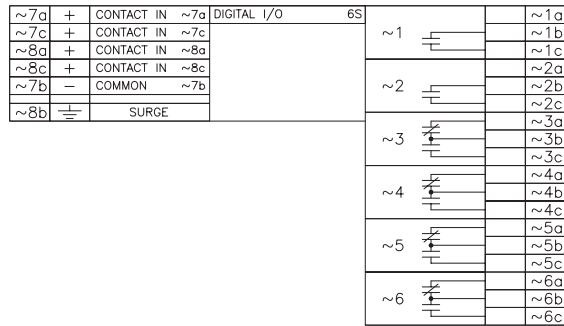 ~7a + CONTACT IN ~7a DIGITAL I/O 6S
~7c + CONTACT IN ~7c
~8a + CONTACT IN ~8a
~8c + CONTACT IN ~8c
~7b − COMMON ~7b
~8b SURGE
~1
~1a
~1b
~1c
~2
~2a
~2b
~2c
~3
~3a
~3b
~3c
~4
~4a
~4b
~4c
~5
~5a
~5b
~5c
~6
~6a
~6b
~6c